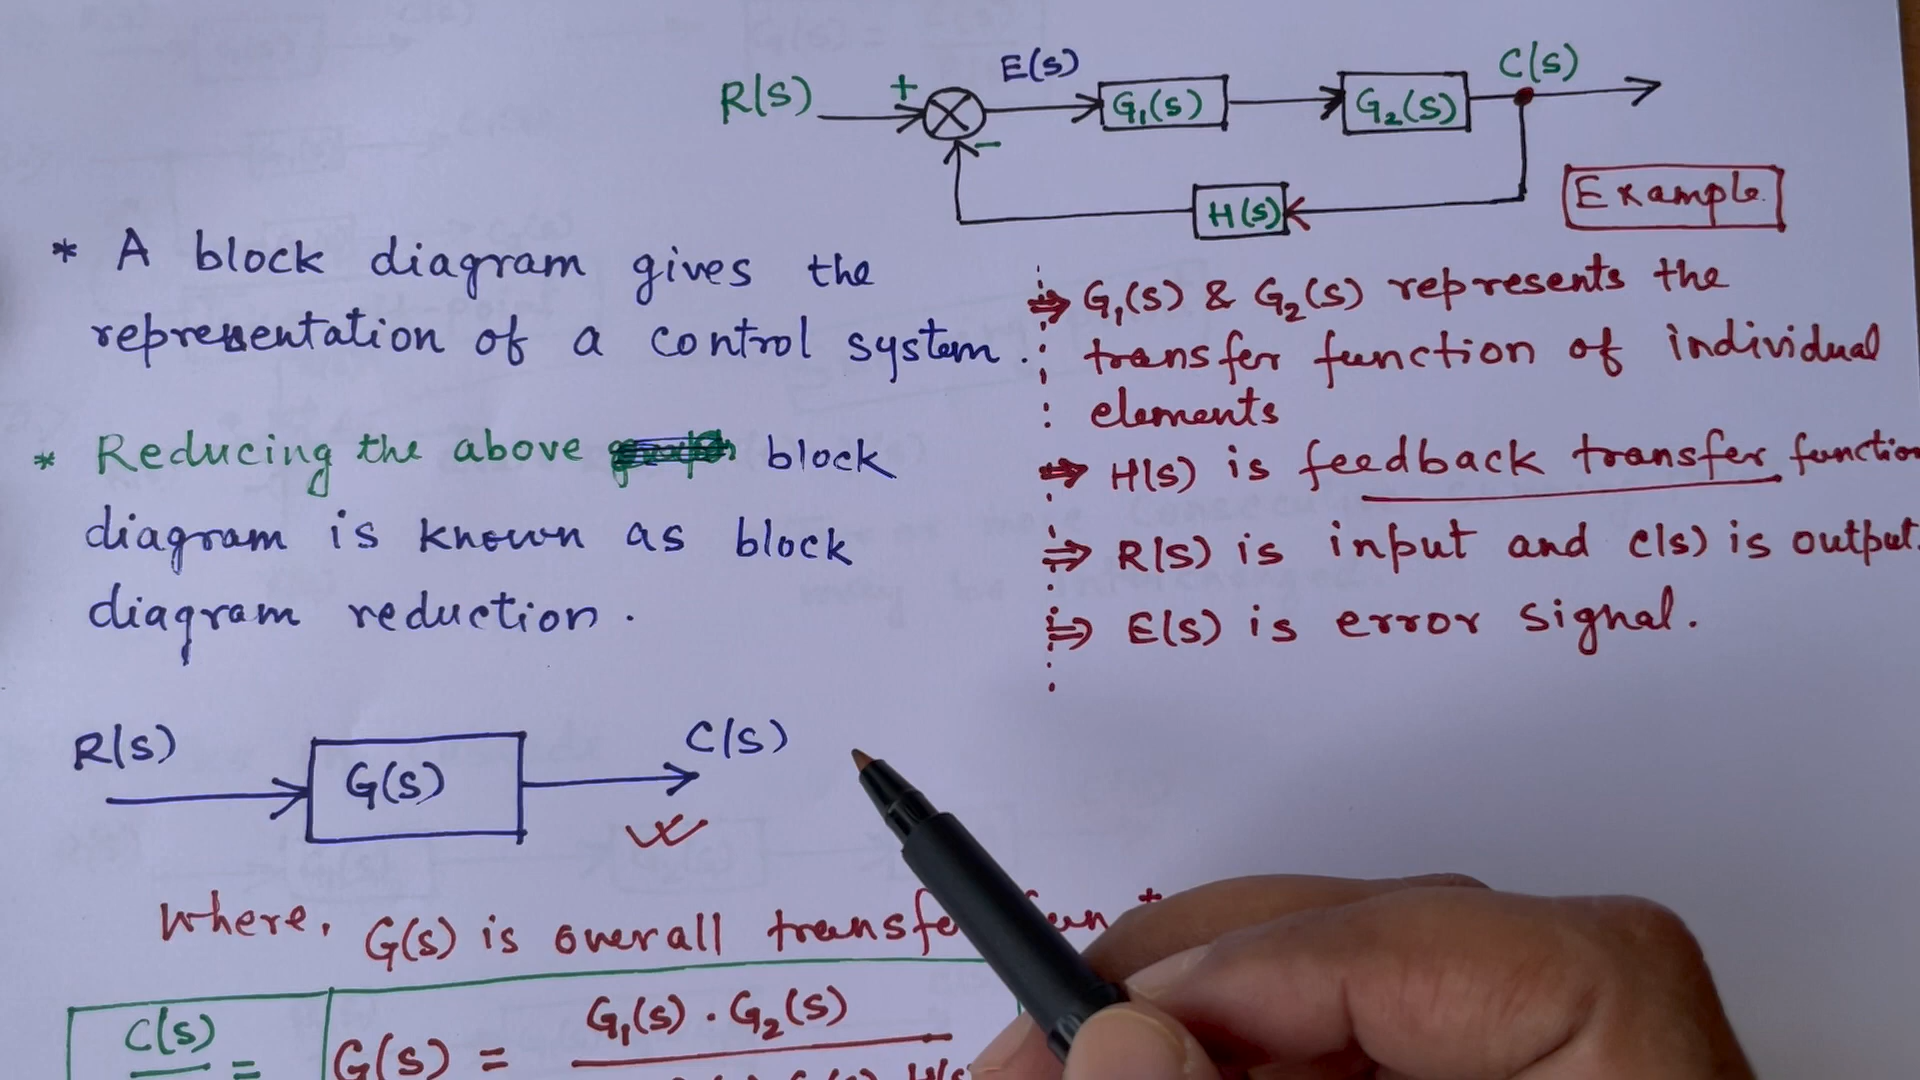 R(S) + E(S) G₁(S) G₂(S) C(S)
-
H(S) Example
* A block diagram gives the
representation of a control system.
* Reducing the above block
diagram is known as block
diagram reduction.
⇒ G₁(S) & G₂(S) represents the
transfer function of individual
elements
⇒ H(S) is feedback transfer function
⇒ R(S) is input and C(S) is output.
⇒ E(S) is error signal.
R(S) G(S) C(S)
Where, G(S) is overall
C(S) = G(S) = G₁(S) . G₂(S)